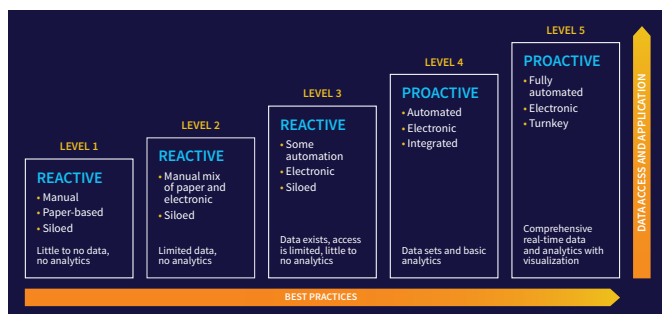 LEVEL 1
REACTIVE
• Manual
• Paper-based
• Siloed
Little to no data,
no analytics
LEVEL 2
REACTIVE
• Manual mix
of paper and
electronic
• Siloed
Limited data,
no analytics
LEVEL 3
REACTIVE
• Some
automation
• Electronic
• Siloed
Data exists, access
is limited, little to
no analytics
LEVEL 4
PROACTIVE
• Automated
• Electronic
• Integrated
Data sets and basic
analytics
LEVEL 5
PROACTIVE
• Fully
automated
• Electronic
• Turnkey
Comprehensive
real-time data
and analytics with
visualization
DATA ACCESS AND APPLICATION
BEST PRACTICES